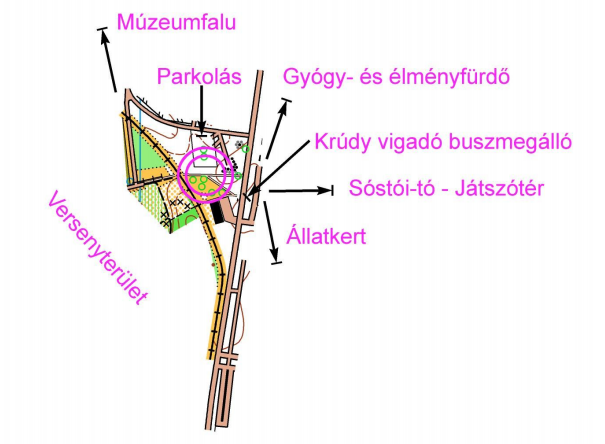 Múzeumfalu
Parkolás
Gyógy- és élményfürdő
Krúdy vigadó buszmegálló
Sóstói-tó - Játszótér
Állatkert
Versenyterület